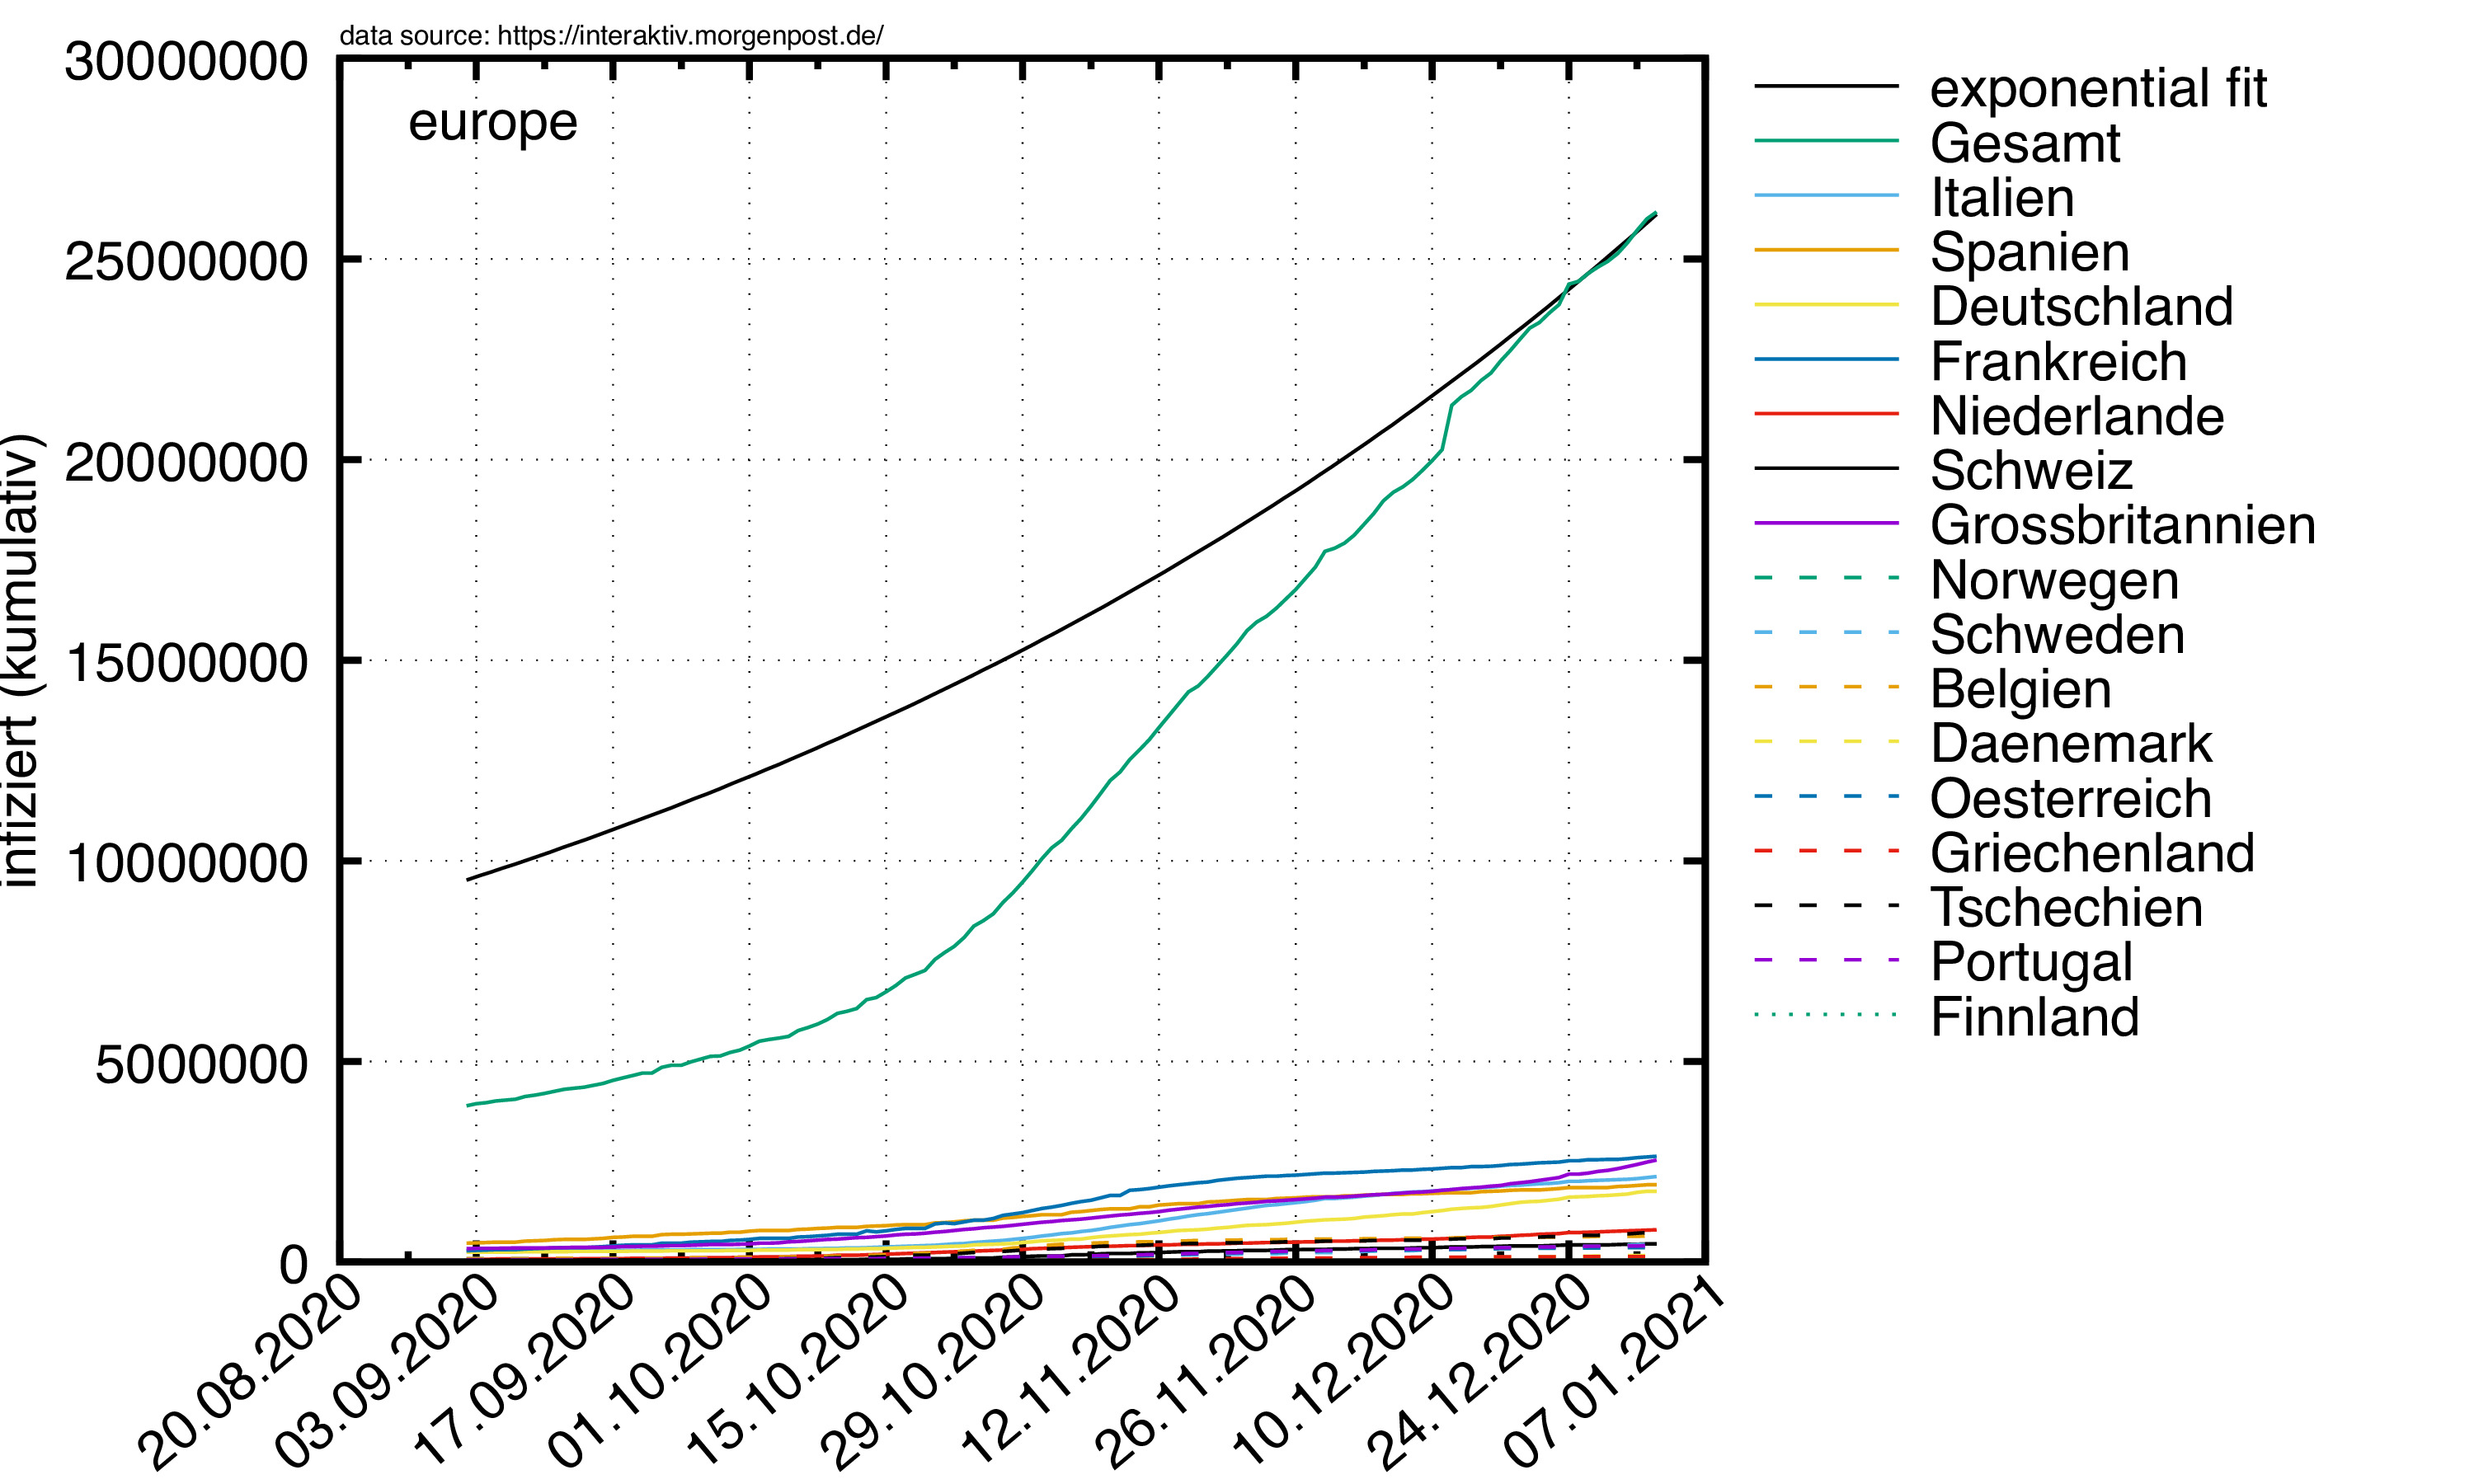 data source: https://interaktiv.morgenpost.de/
30000000
25000000
20000000
15000000
10000000
5000000
0
infiziert (kumulativ)
europe
20.08.2020
03.09.2020
17.09.2020
01.10.2020
15.10.2020
29.10.2020
12.11.2020
26.11.2020
10.12.2020
24.12.2020
07.01.2021
exponential fit
Gesamt
Italien
Spanien
Deutschland
Frankreich
Niederlande
Schweiz
Grossbritannien
Norwegen
Schweden
Belgien
Daenemark
Oesterreich
Griechenland
Tschechien
Portugal
Finnland